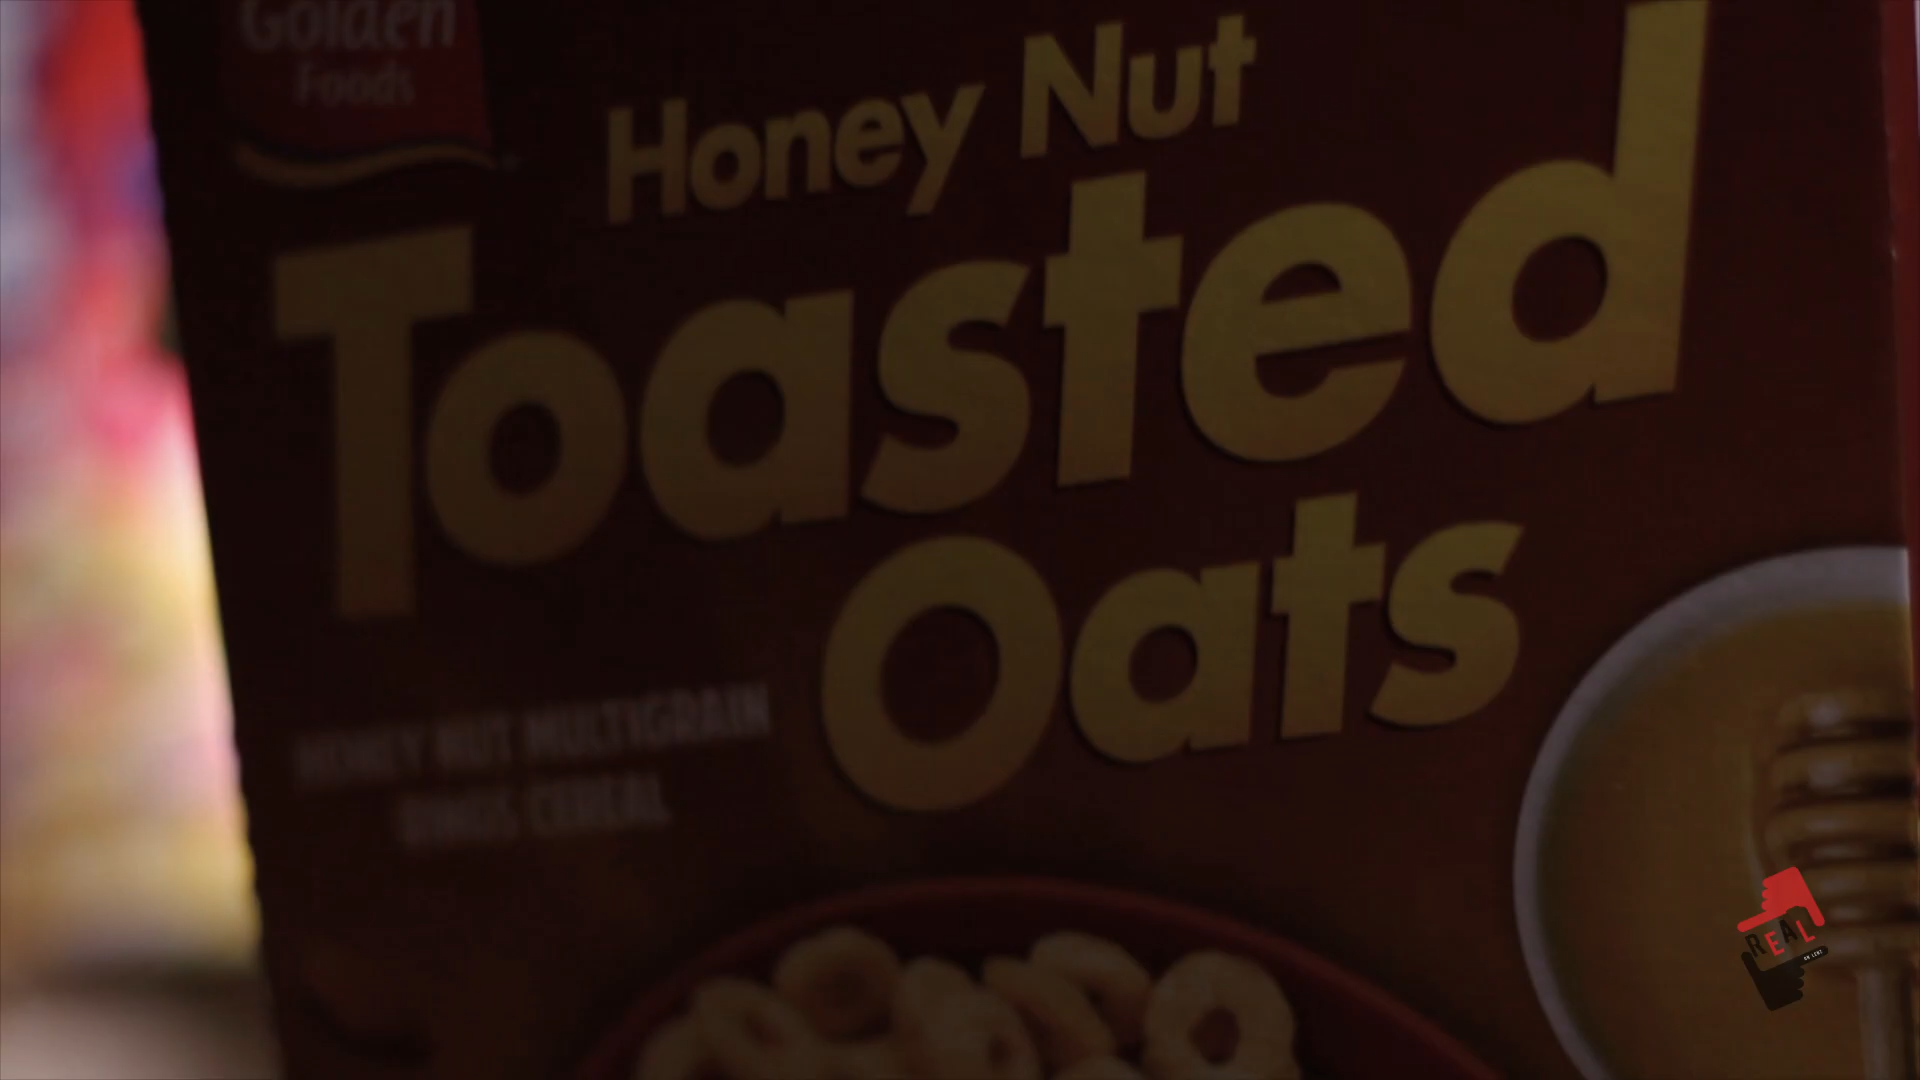 Golden
Foods
Honey Nut
Toasted
Oats
HONEY NUT MULTIGRAIN
RINGS CEREAL
REAL